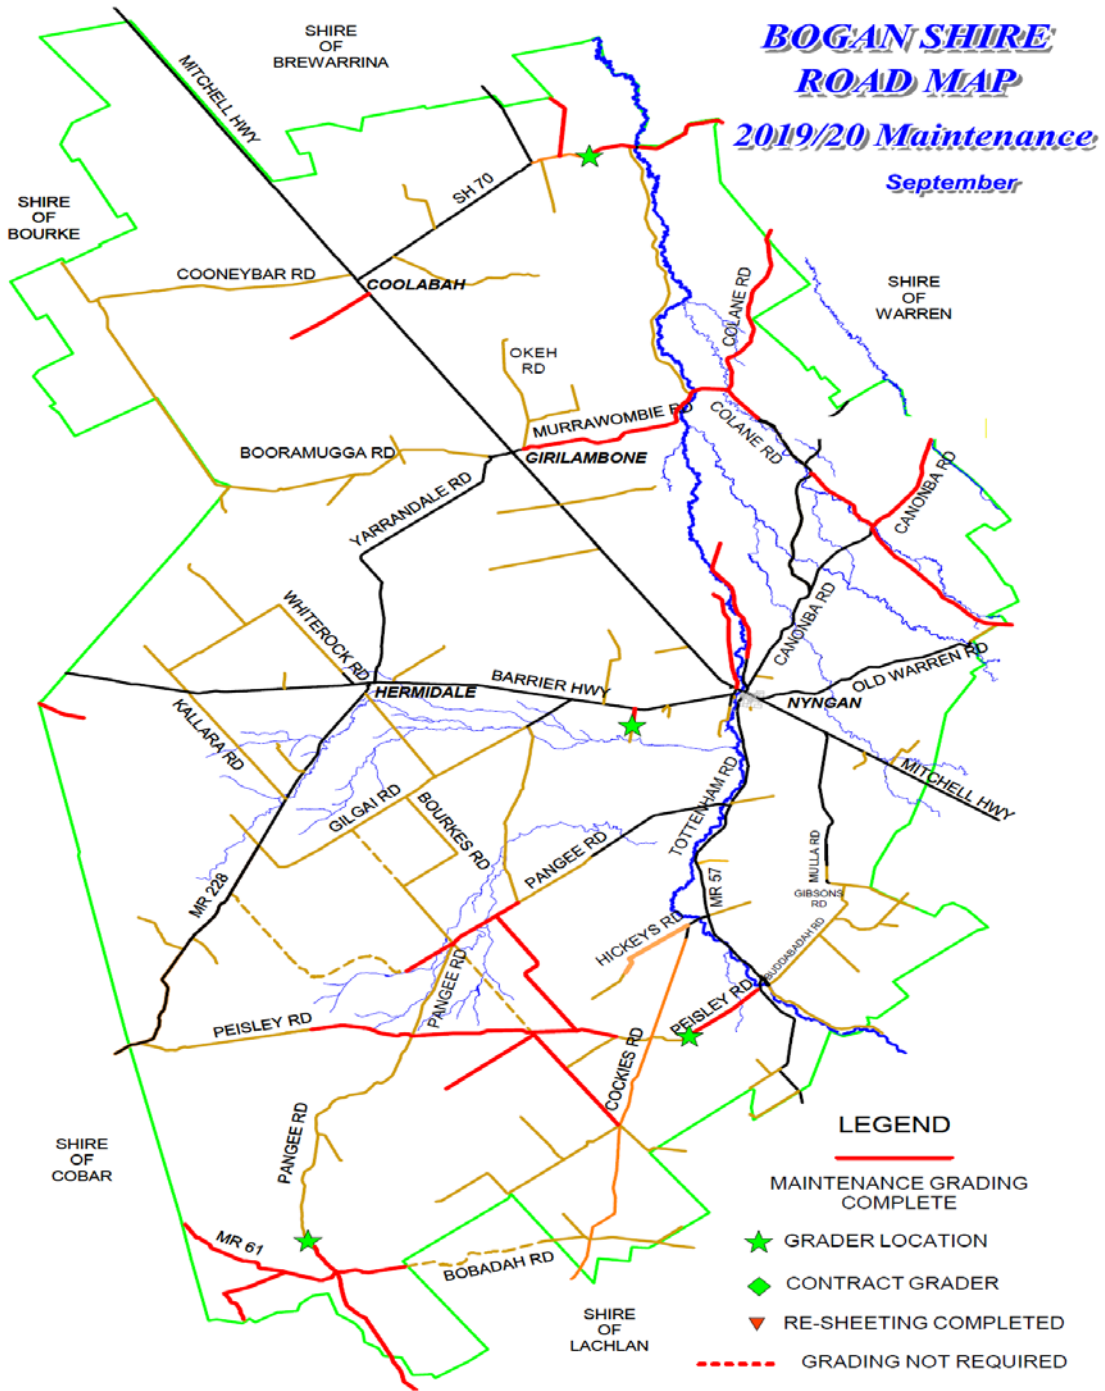 BOGAN SHIRE
ROAD MAP
2019/20 Maintenance
September
SHIRE
OF
BREWARRINA
MITCHELL HWY
SH 70
SHIRE
OF
BOURKE
COONEYBAR RD
COOLABAH
COLANE RD
SHIRE
OF
WARREN
OKEH
RD
MURRAWOMBIE RD
COLANE RD
BOORAMUGGA RD
GIRILAMBONE
CANONBA RD
YARRANDALE RD
WHITEROCK RD
CANONBA RD
OLD WARREN RD
HERMIDALE
BARRIER HWY
NYNGAN
KALLARA RD
MITCHELL HWY
GILGAI RD
BOURKES RD
TOTTENHAM RD
PANGEE RD
MULLA RD
MR 57
MR 228
GIBSONS
RD
HICKEYS RD
BUDDABADAH RD
PANGEE RD
PEISLEY RD
PEISLEY RD
COCKIES RD
PANGEE RD
SHIRE
OF
COBAR
MR 61
BOBADAH RD
SHIRE
OF
LACHLAN
LEGEND
MAINTENANCE GRADING
COMPLETE
GRADER LOCATION
CONTRACT GRADER
RE-SHEETING COMPLETED
GRADING NOT REQUIRED